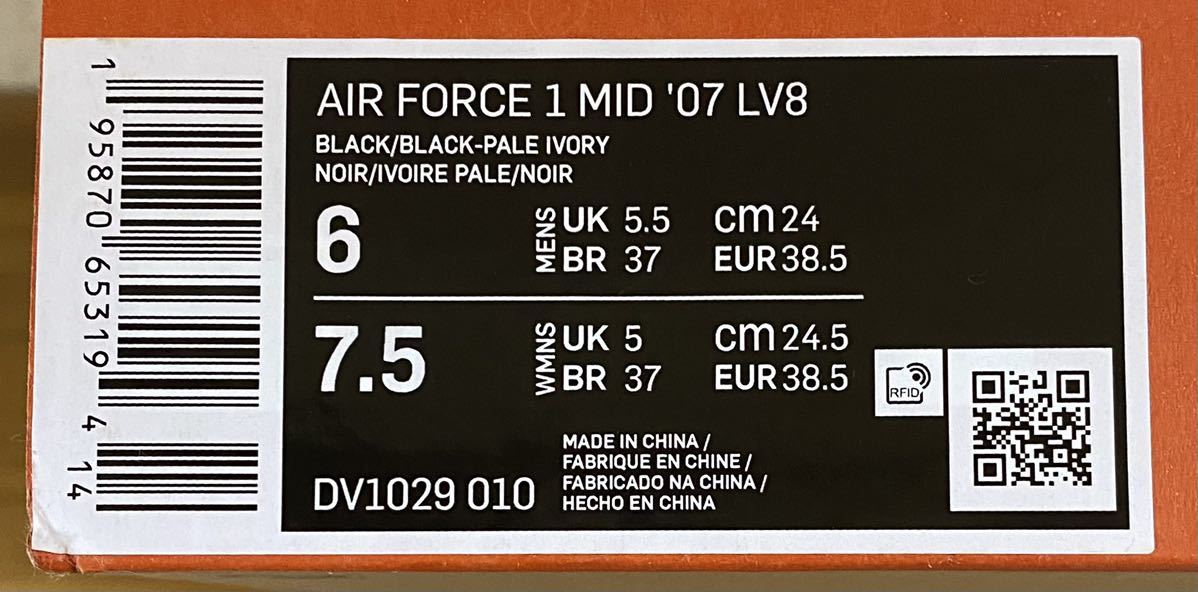 AIR FORCE 1 MID '07 LV8
BLACK/BLACK-PALE IVORY
NOIR/IVOIRE PALE/NOIR
6
MENS
UK 5.5 cm 24
BR 37 EUR 38.5
7.5
WMNS
UK 5 cm 24.5
BR 37 EUR 38.5
RFID
MADE IN CHINA /
FABRIQUE EN CHINE /
FABRICADO NA CHINA /
HECHO EN CHINA
DV1029 010
1 95870 65319 4 14